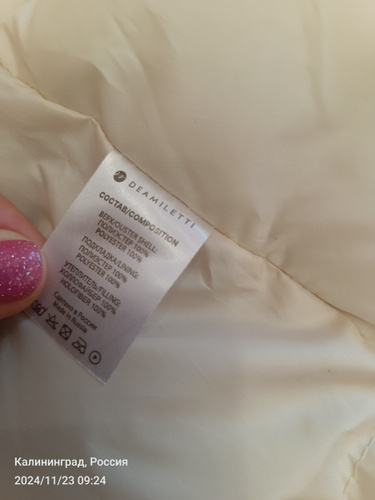 DEAMILETTI
СОСТАВ/COMPOSITION
ВЕРХ/OUSTER SHELL:
ПОЛИЭСТЕР 100%
POLYESTER 100%
ПОДКЛАДКА/LINING:
ПОЛИЭСТЕР 100%
POLYESTER 100%
УТЕПЛИТЕЛЬ/FILLING:
ХОЛЛОФАЙБЕР 100%
HOLOFIBER 100%
Сделано в России
Made in Russia
Калининград, Россия
2024/11/23 09:24